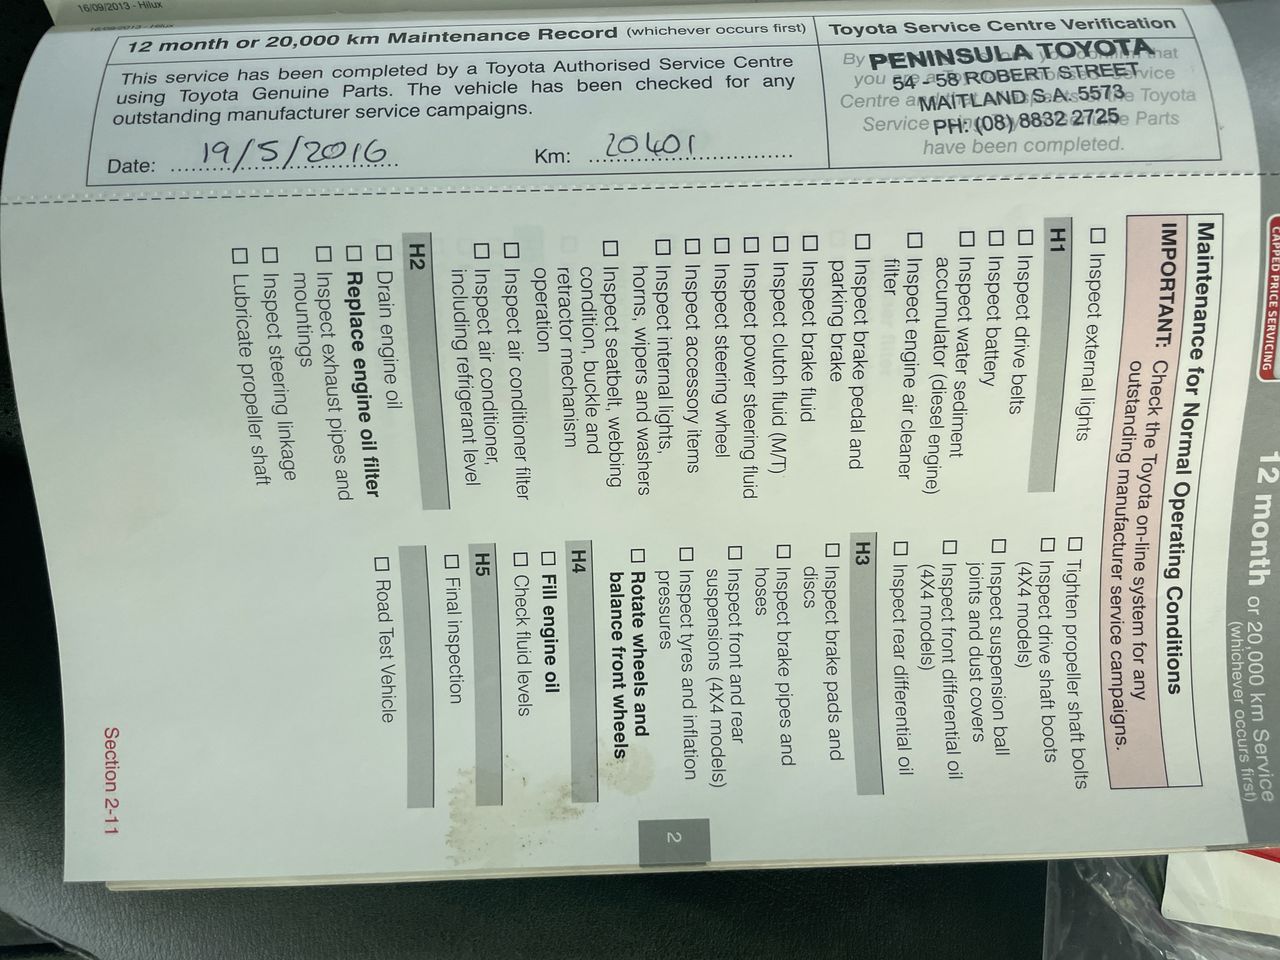 16/09/2013 - Hilux
12 month or 20,000 km Maintenance Record (whichever occurs first)
This service has been completed by a Toyota Authorised Service Centre
using Toyota Genuine Parts. The vehicle has been checked for any
outstanding manufacturer service campaigns.
Date: 19/5/2016
Km: 20401
Toyota Service Centre Verification
PENINSULA TOYOTA
54 - 58 ROBERT STREET
MAITLAND S.A. 5573
PH: (08) 8832 2725
have been completed.
CAPPED PRICE SERVICING
12 month or 20,000 km Service
(whichever occurs first)
Maintenance for Normal Operating Conditions
IMPORTANT: Check the Toyota on-line system for any
outstanding manufacturer service campaigns.
☐ Inspect external lights
H1
☐ Inspect drive belts
☐ Inspect battery
☐ Inspect water sediment
accumulator (diesel engine)
☐ Inspect engine air cleaner
filter
☐ Inspect brake pedal and
parking brake
☐ Inspect brake fluid
☐ Inspect clutch fluid (M/T)
☐ Inspect power steering fluid
☐ Inspect steering wheel
☐ Inspect accessory items
☐ Inspect internal lights,
horns, wipers and washers
☐ Inspect seatbelt, webbing
condition, buckle and
retractor mechanism
operation
☐ Inspect air conditioner filter
☐ Inspect air conditioner,
including refrigerant level
H2
☐ Drain engine oil
☐ Replace engine oil filter
☐ Inspect exhaust pipes and
mountings
☐ Inspect steering linkage
☐ Lubricate propeller shaft
☐ Tighten propeller shaft bolts
☐ Inspect drive shaft boots
(4X4 models)
☐ Inspect suspension ball
joints and dust covers
☐ Inspect front differential oil
(4X4 models)
☐ Inspect rear differential oil
H3
☐ Inspect brake pads and
discs
☐ Inspect brake pipes and
hoses
☐ Inspect front and rear
suspensions (4X4 models)
☐ Inspect tyres and inflation
pressures
☐ Rotate wheels and
balance front wheels
H4
☐ Fill engine oil
☐ Check fluid levels
H5
☐ Final inspection
☐ Road Test Vehicle
2
Section 2-11